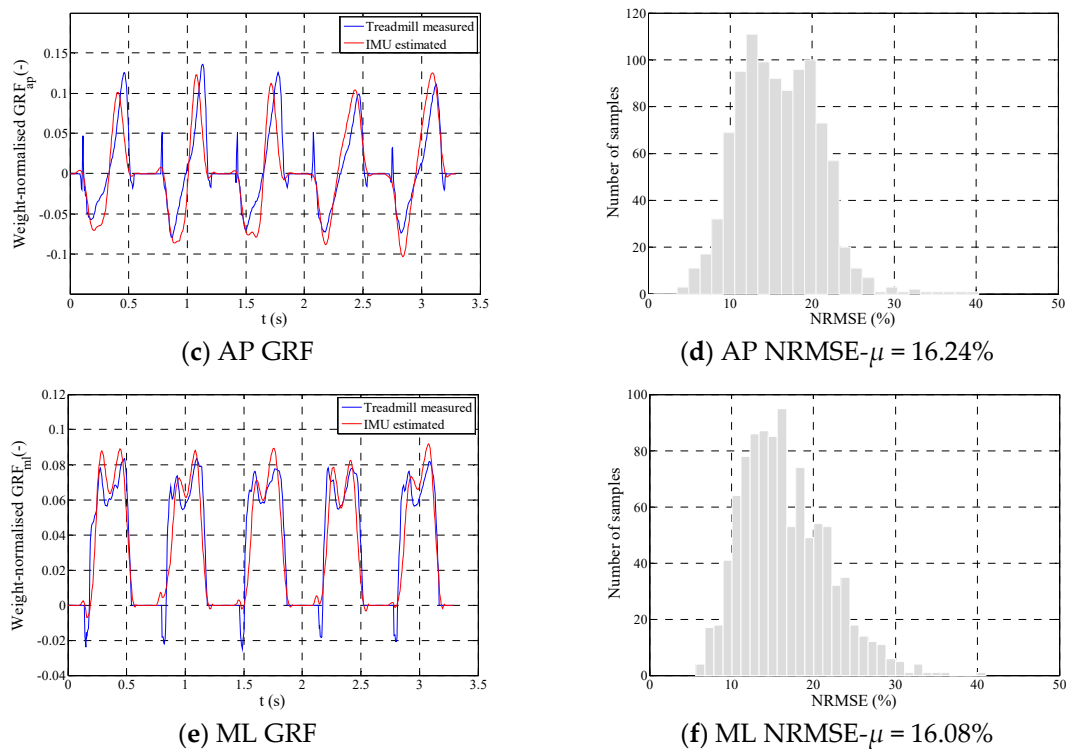 Treadmill measured
IMU estimated
Weight-normalised GRF_ap(-)
0.15
0.1
0.05
0
-0.05
-0.1
0 0.5 1 1.5 2 2.5 3 3.5
t (s)
(c) AP GRF
Number of samples
120
100
80
60
40
20
0
0 10 20 30 40 50
NRMSE (%)
(d) AP NRMSE-μ = 16.24%
Treadmill measured
IMU estimated
Weight-normalised GRF_ml(-)
0.12
0.1
0.08
0.06
0.04
0.02
0
-0.02
-0.04
0 0.5 1 1.5 2 2.5 3 3.5
t (s)
(e) ML GRF
Number of samples
100
80
60
40
20
0
0 10 20 30 40 50
NRMSE (%)
(f) ML NRMSE-μ = 16.08%